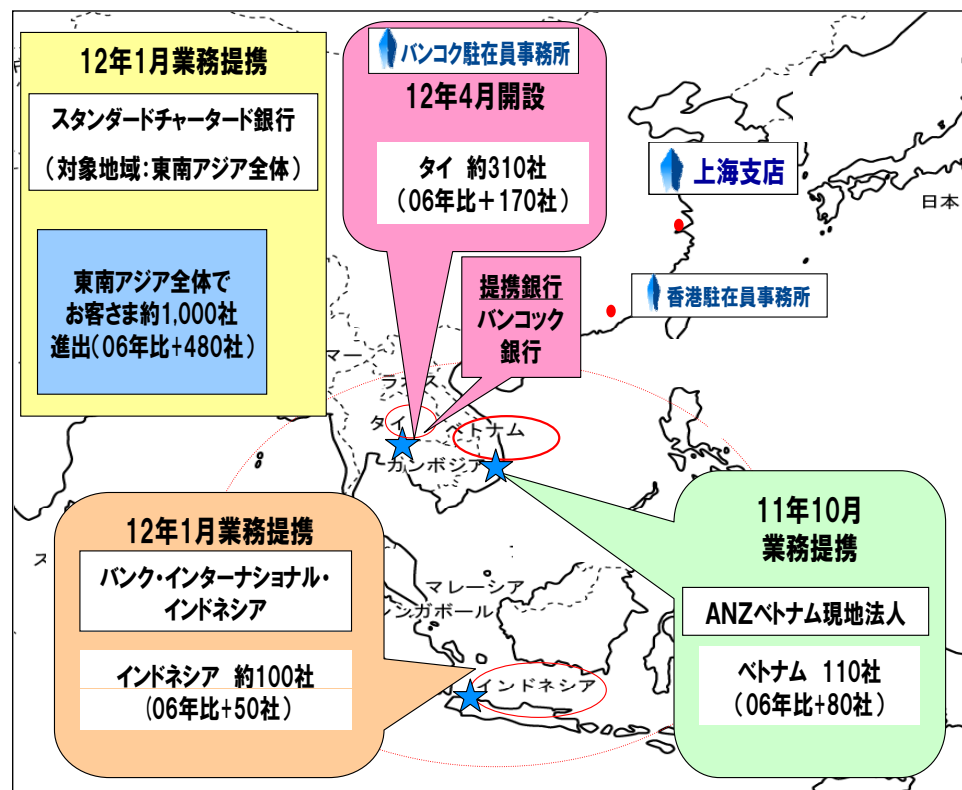 12年1月業務提携
スタンダードチャータード銀行
(対象地域:東南アジア全体)
東南アジア全体で
お客さま約1,000社
進出(06年比+480社)
バンコク駐在員事務所
12年4月開設
タイ 約310社
(06年比+170社)
提携銀行
バンコック
銀行
上海支店
香港駐在員事務所
日本
マー
ラオス
タイ
ベトナム
カンボジア
マレーシア
シンガポール
インドネシア
12年1月業務提携
バンク・インターナショナル・
インドネシア
インドネシア 約100社
(06年比+50社)
11年10月
業務提携
ANZベトナム現地法人
ベトナム 110社
(06年比+80社)